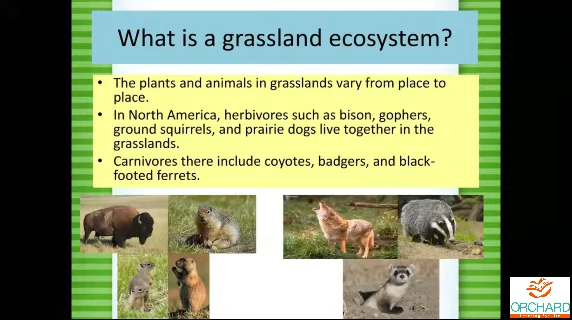 What is a grassland ecosystem?
• The plants and animals in grasslands vary from place to
place.
• In North America, herbivores such as bison, gophers,
ground squirrels, and prairie dogs live together in the
grasslands.
• Carnivores there include coyotes, badgers, and black-
footed ferrets.
ORCHARD